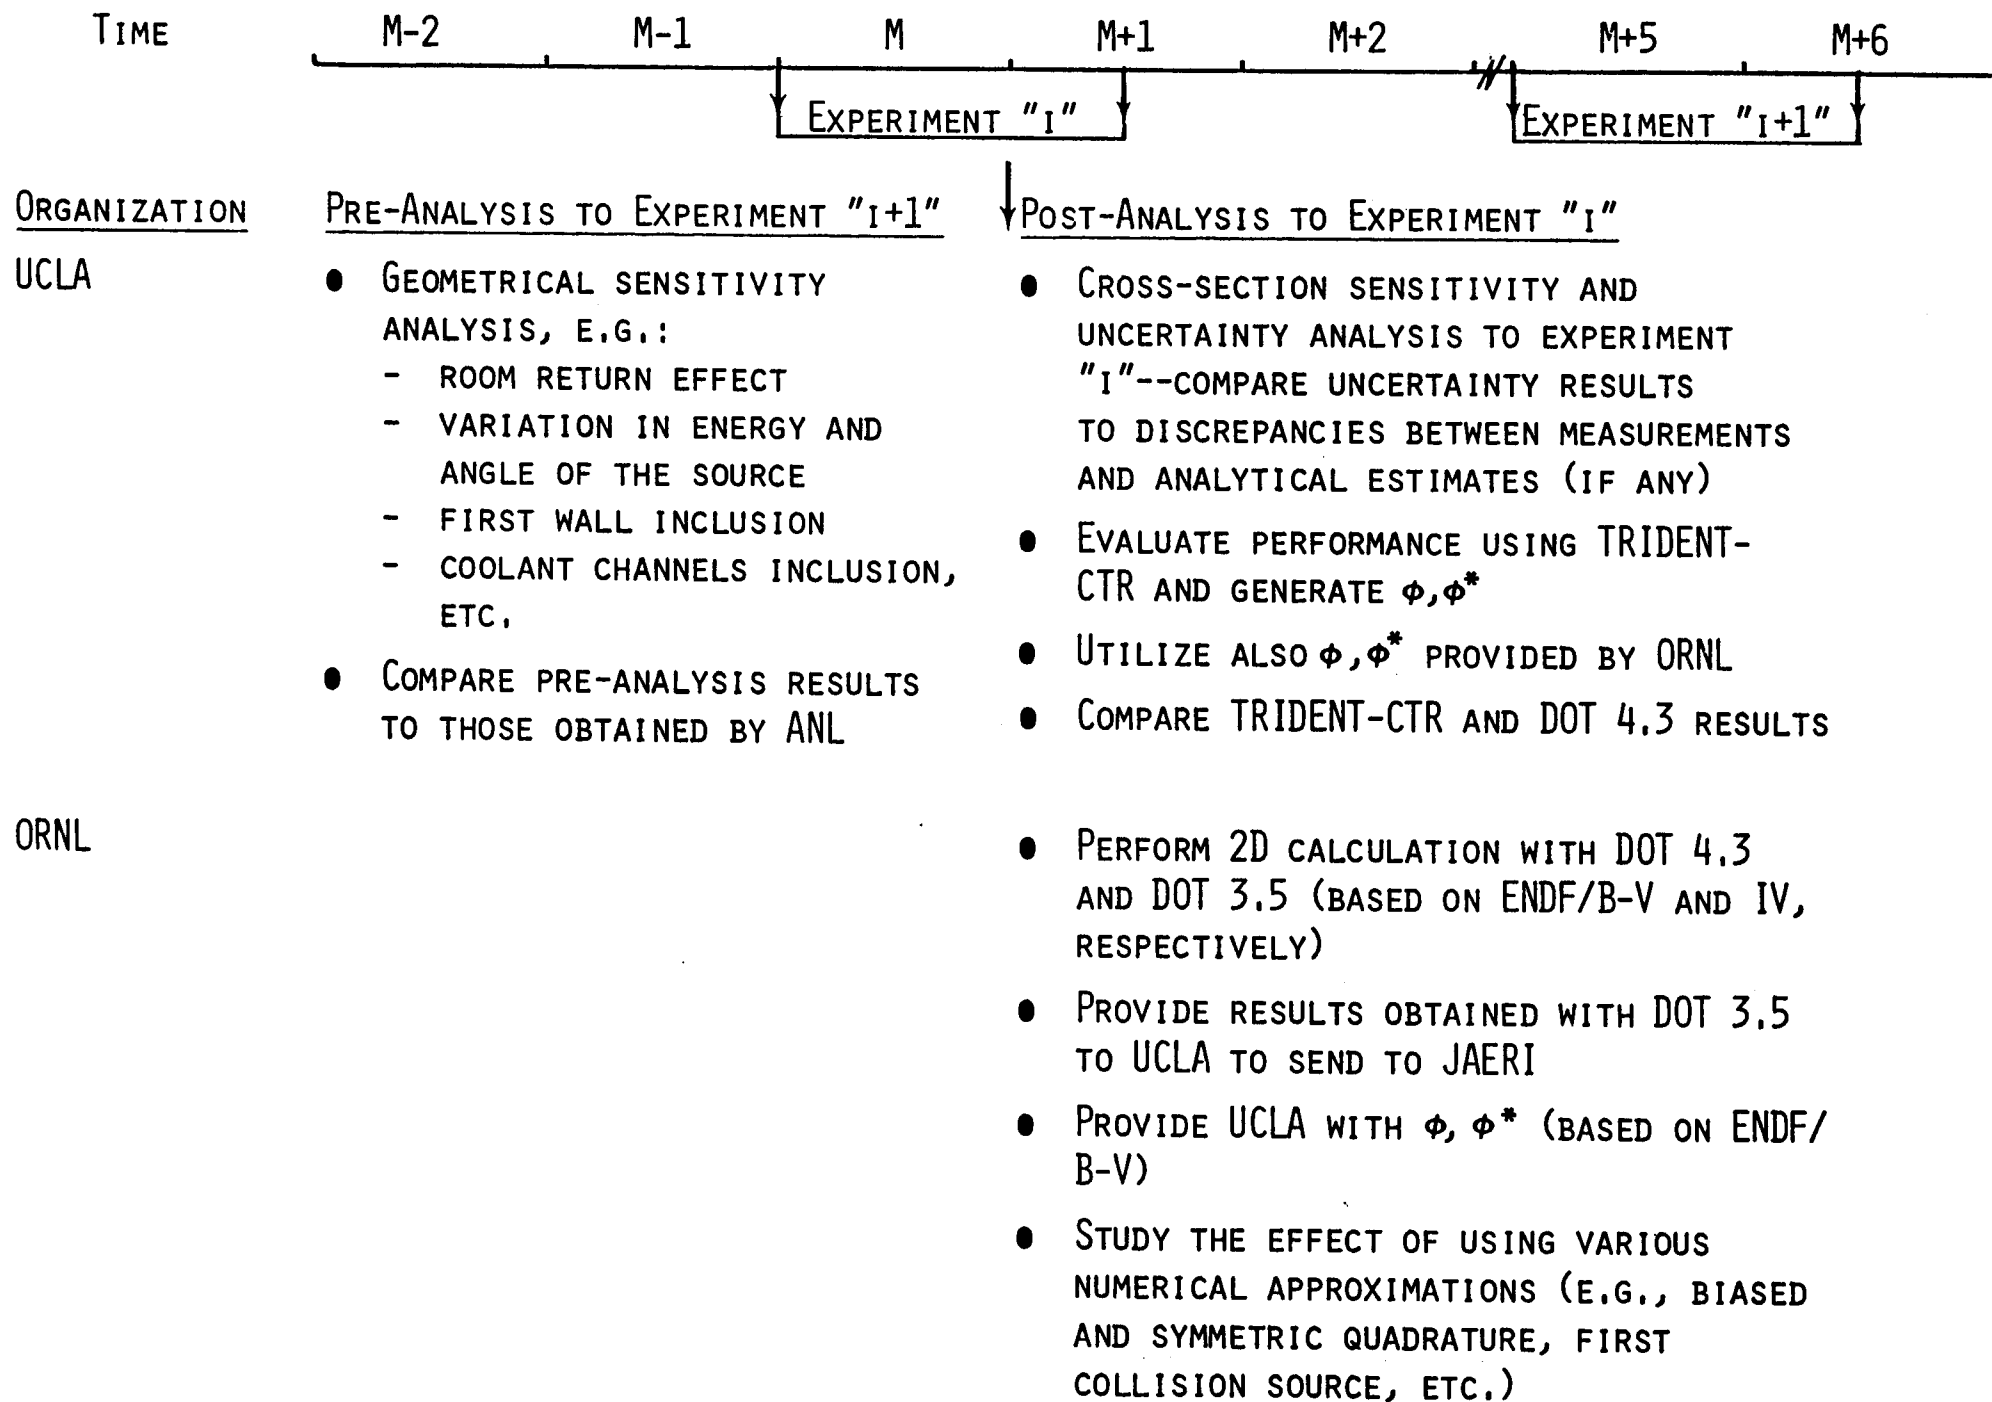 TIME M-2 M-1 M M+1 M+2 M+5 M+6
EXPERIMENT "I" EXPERIMENT "I+1"
ORGANIZATION PRE-ANALYSIS TO EXPERIMENT "I+1" POST-ANALYSIS TO EXPERIMENT "I"
UCLA
● GEOMETRICAL SENSITIVITY
ANALYSIS, E.G.:
- ROOM RETURN EFFECT
- VARIATION IN ENERGY AND
ANGLE OF THE SOURCE
- FIRST WALL INCLUSION
- COOLANT CHANNELS INCLUSION,
ETC.
● COMPARE PRE-ANALYSIS RESULTS
TO THOSE OBTAINED BY ANL
● CROSS-SECTION SENSITIVITY AND
UNCERTAINTY ANALYSIS TO EXPERIMENT
"I"--COMPARE UNCERTAINTY RESULTS
TO DISCREPANCIES BETWEEN MEASUREMENTS
AND ANALYTICAL ESTIMATES (IF ANY)
● EVALUATE PERFORMANCE USING TRIDENT-
CTR AND GENERATE Φ,Φ*
● UTILIZE ALSO Φ,Φ* PROVIDED BY ORNL
● COMPARE TRIDENT-CTR AND DOT 4.3 RESULTS
ORNL
● PERFORM 2D CALCULATION WITH DOT 4.3
AND DOT 3.5 (BASED ON ENDF/B-V AND IV,
RESPECTIVELY)
● PROVIDE RESULTS OBTAINED WITH DOT 3.5
TO UCLA TO SEND TO JAERI
● PROVIDE UCLA WITH Φ, Φ* (BASED ON ENDF/
B-V)
● STUDY THE EFFECT OF USING VARIOUS
NUMERICAL APPROXIMATIONS (E.G., BIASED
AND SYMMETRIC QUADRATURE, FIRST
COLLISION SOURCE, ETC.)